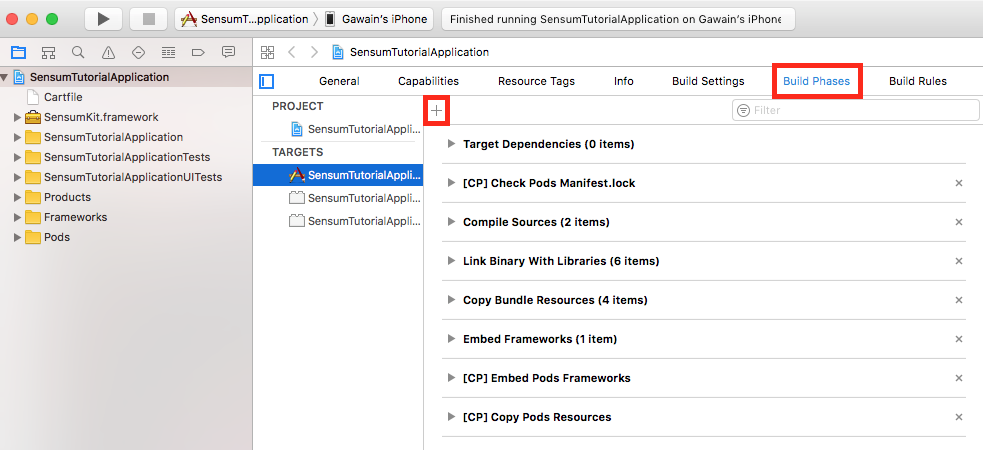 SensumT...pplication
Gawain's iPhone
Finished running SensumTutorialApplication on Gawain's iPhone
SensumTutorialApplication
Cartfile
SensumKit.framework
SensumTutorialApplication
SensumTutorialApplicationTests
SensumTutorialApplicationUITests
Products
Frameworks
Pods
SensumTutorialApplication
General
Capabilities
Resource Tags
Info
Build Settings
Build Phases
Build Rules
PROJECT
SensumTutorialAppli...
TARGETS
SensumTutorialAppli...
SensumTutorialAppli...
SensumTutorialAppli...
Filter
Target Dependencies (0 items)
[CP] Check Pods Manifest.lock
Compile Sources (2 items)
Link Binary With Libraries (6 items)
Copy Bundle Resources (4 items)
Embed Frameworks (1 item)
[CP] Embed Pods Frameworks
[CP] Copy Pods Resources